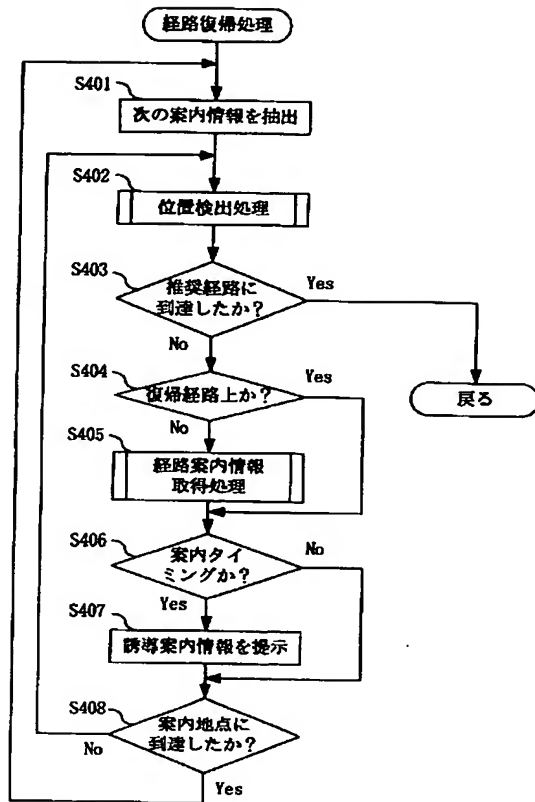 経路復帰処理
S401
次の案内情報を抽出
S402
位置検出処理
S403
推奨経路に
到達したか?
Yes
No
S404
復帰経路上か?
Yes
No
戻る
S405
経路案内情報
取得処理
S406
案内タイ
ミングか?
No
Yes
S407
誘導案内情報を提示
S408
案内地点に
到達したか?
No
Yes